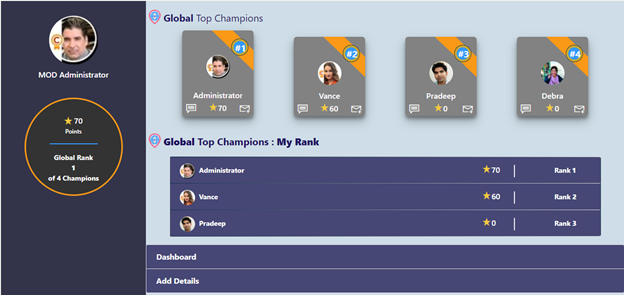 MOD Administrator
70
Points
Global Rank
1
of 4 Champions
Global Top Champions
#1
Administrator
70
#2
Vance
60
#3
Pradeep
0
#4
Debra
0
Global Top Champions : My Rank
Administrator 70 Rank 1
Vance 60 Rank 2
Pradeep 0 Rank 3
Dashboard
Add Details